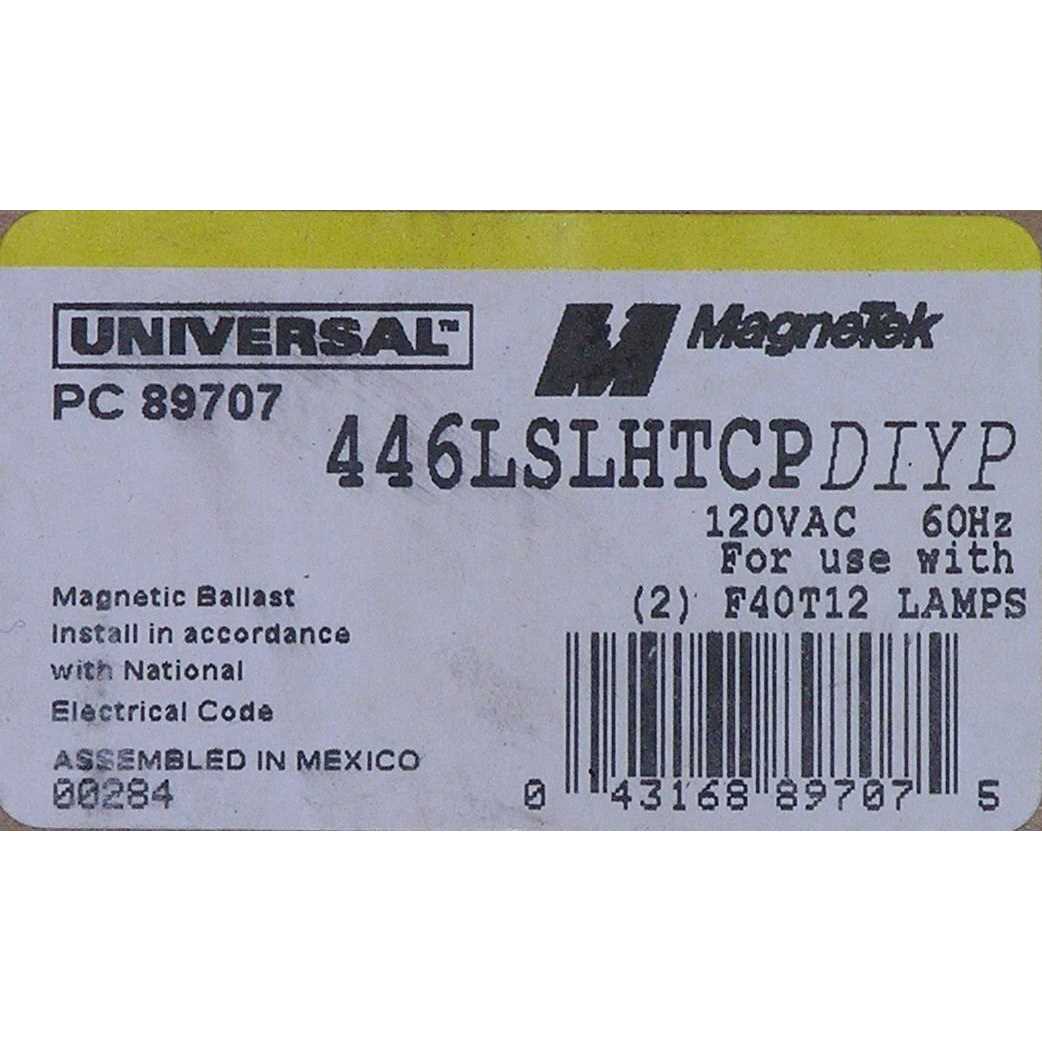 UNIVERSAL™
MagneTek
PC 89707
446LSLHTCPDIYP
120VAC 60Hz
For use with
(2) F40T12 LAMPS
Magnetic Ballast
Install in accordance
with National
Electrical Code
ASSEMBLED IN MEXICO
00284
0 43168 89707 5